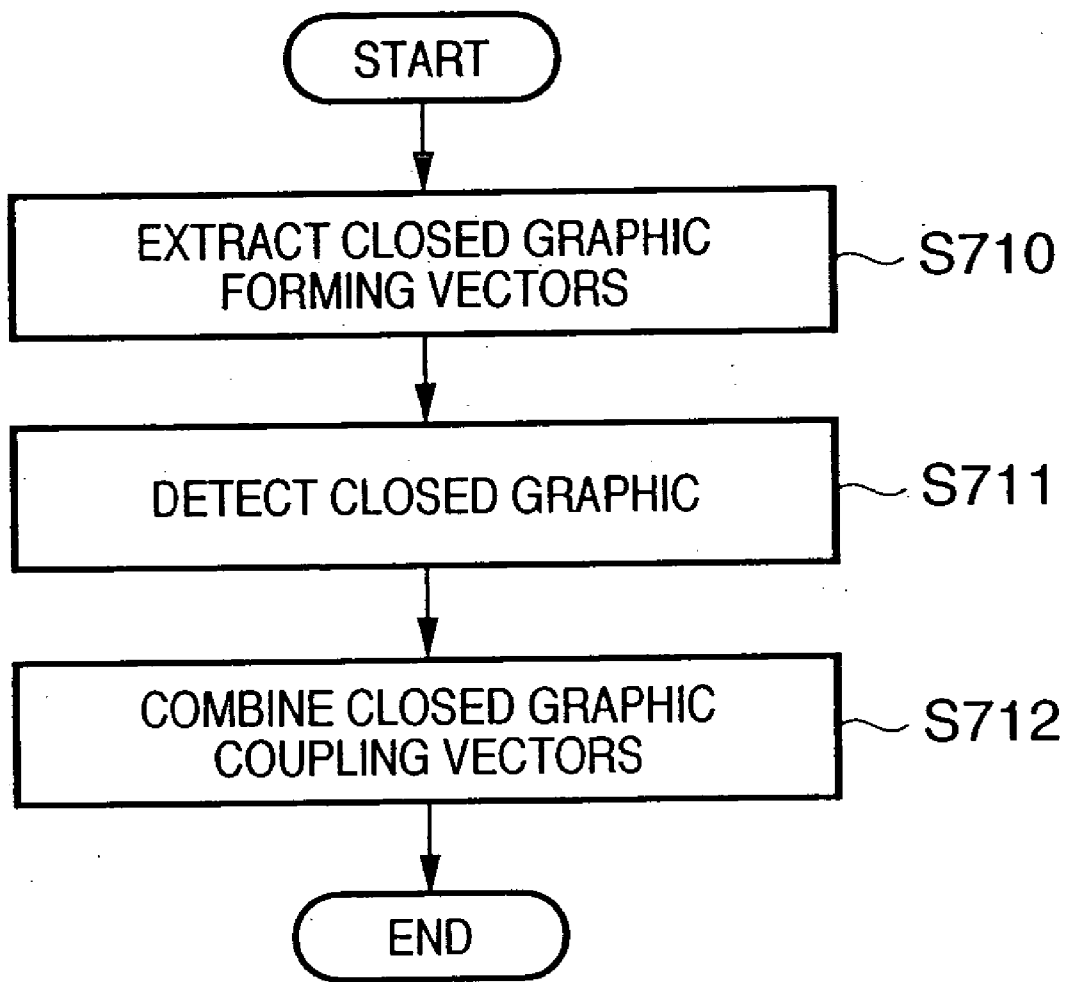 START
EXTRACT CLOSED GRAPHIC
FORMING VECTORS
S710
DETECT CLOSED GRAPHIC
S711
COMBINE CLOSED GRAPHIC
COUPLING VECTORS
S712
END